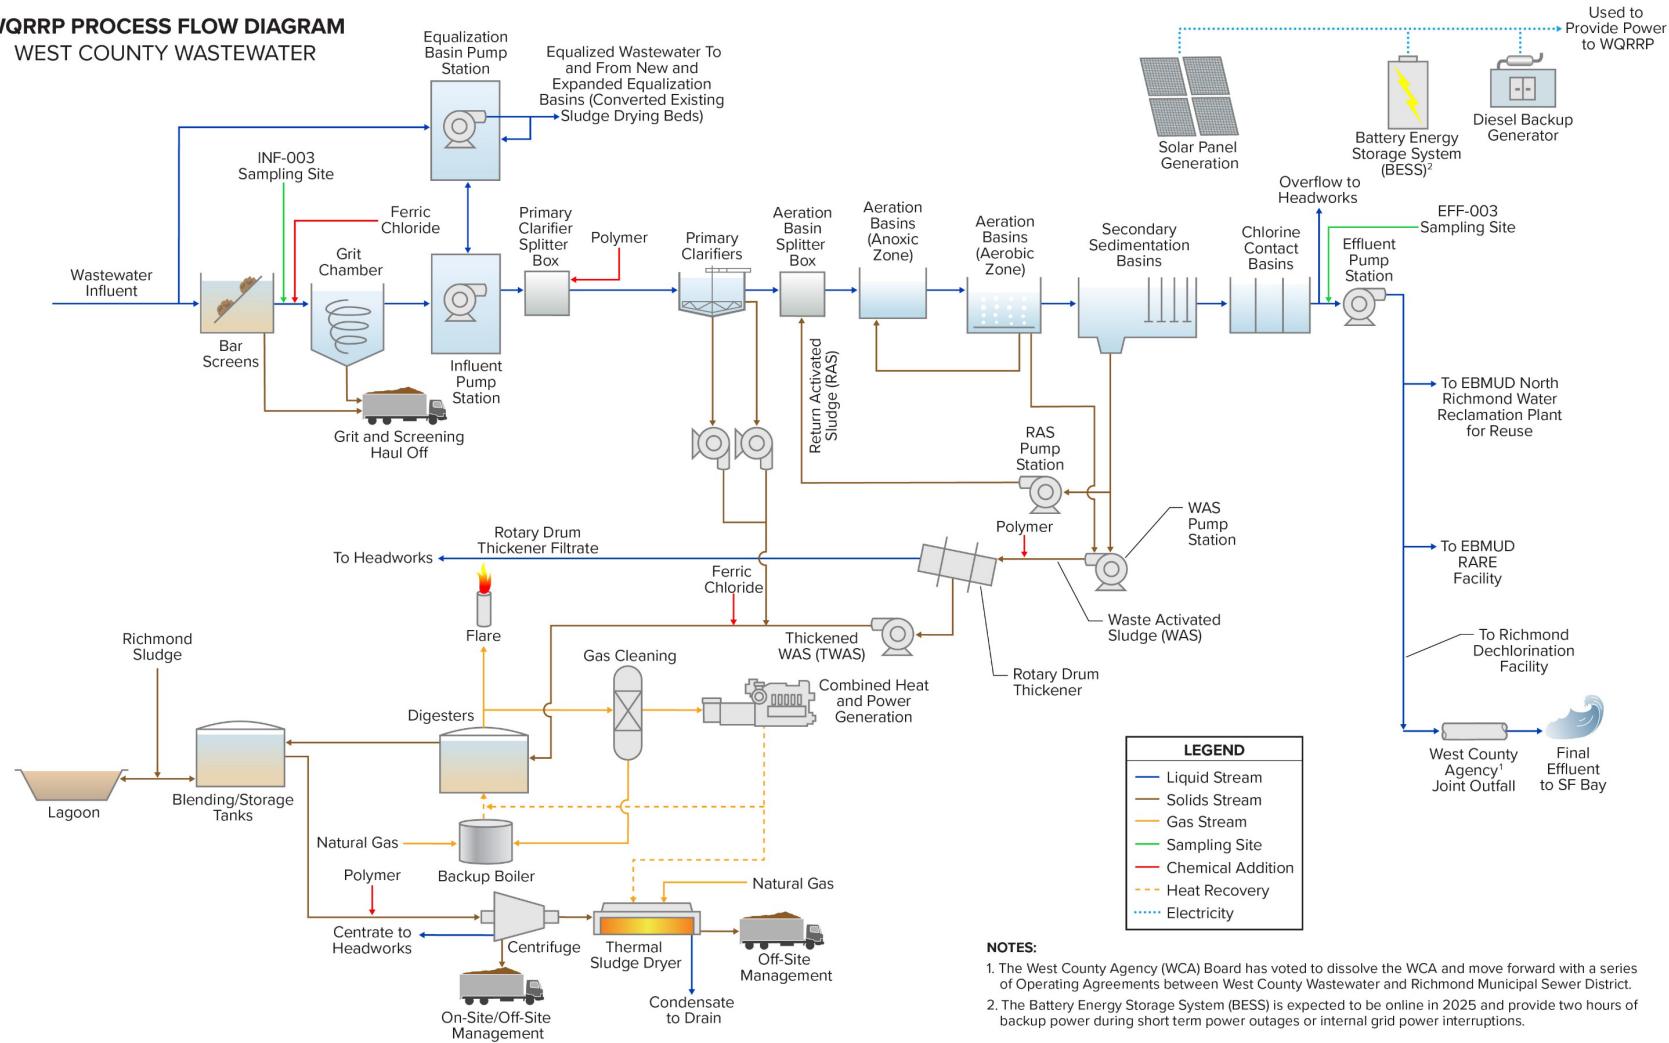 WQRRP PROCESS FLOW DIAGRAM
WEST COUNTY WASTEWATER
Equalization
Basin Pump
Station
Equalized Wastewater To
and From New and
Expanded Equalization
Basins (Converted Existing
Sludge Drying Beds)
Used to
Provide Power
to WQRRP
Solar Panel
Generation
Battery Energy
Storage System
(BESS)²
Diesel Backup
Generator
INF-003
Sampling Site
Ferric
Chloride
Wastewater
Influent
Bar
Screens
Grit
Chamber
Influent
Pump
Station
Grit and Screening
Haul Off
Primary
Clarifier
Splitter
Box
Polymer
Primary
Clarifiers
Aeration
Basin
Splitter
Box
Aeration
Basins
(Anoxic
Zone)
Aeration
Basins
(Aerobic
Zone)
Secondary
Sedimentation
Basins
Chlorine
Contact
Basins
Overflow to
Headworks
Effluent
Pump
Station
EFF-003
Sampling Site
Return Activated
Sludge (RAS)
RAS
Pump
Station
To EBMUD North
Richmond Water
Reclamation Plant
for Reuse
WAS
Pump
Station
Polymer
Rotary Drum
Thickener Filtrate
To Headworks
To EBMUD
RARE
Facility
Ferric
Chloride
Flare
Thickened
WAS (TWAS)
Waste Activated
Sludge (WAS)
Rotary Drum
Thickener
To Richmond
Dechlorination
Facility
Richmond
Sludge
Gas Cleaning
Combined Heat
and Power
Generation
Digesters
Lagoon
Blending/Storage
Tanks
West County
Agency¹
Joint Outfall
Final
Effluent
to SF Bay
Natural Gas
Backup Boiler
Polymer
Natural Gas
Centrate to
Headworks
Centrifuge
Thermal
Sludge Dryer
Off-Site
Management
On-Site/Off-Site
Management
Condensate
to Drain
LEGEND
Liquid Stream
Solids Stream
Gas Stream
Sampling Site
Chemical Addition
Heat Recovery
Electricity
NOTES:
1. The West County Agency (WCA) Board has voted to dissolve the WCA and move forward with a series
of Operating Agreements between West County Wastewater and Richmond Municipal Sewer District.
2. The Battery Energy Storage System (BESS) is expected to be online in 2025 and provide two hours of
backup power during short term power outages or internal grid power interruptions.